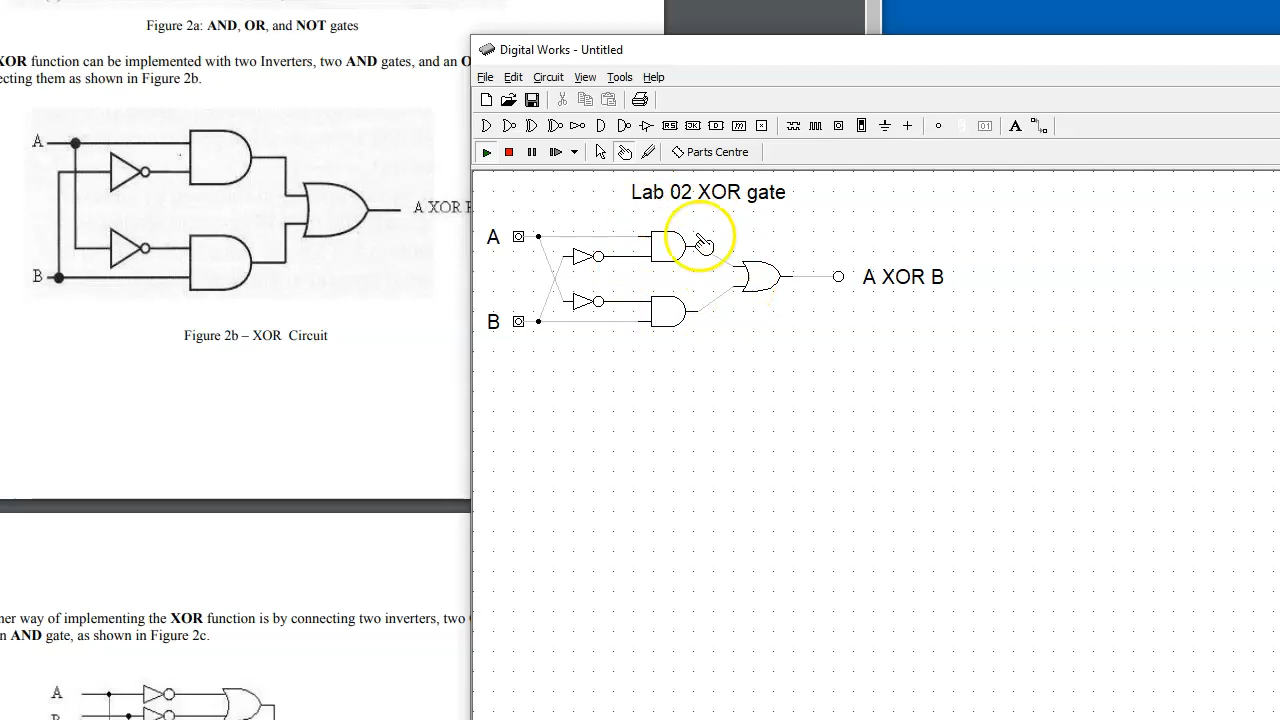 Figure 2a: AND, OR, and NOT gates
XOR function can be implemented with two Inverters, two AND gates, and an
as shown in Figure 2b.
A
B
A XOR
Figure 2b – XOR Circuit
way of implementing the XOR function is by connecting two inverters, two
AND gate, as shown in Figure 2c.
A
Digital Works - Untitled
File Edit Circuit View Tools Help
A
Parts Centre
Lab 02 XOR gate
A
A XOR B
B